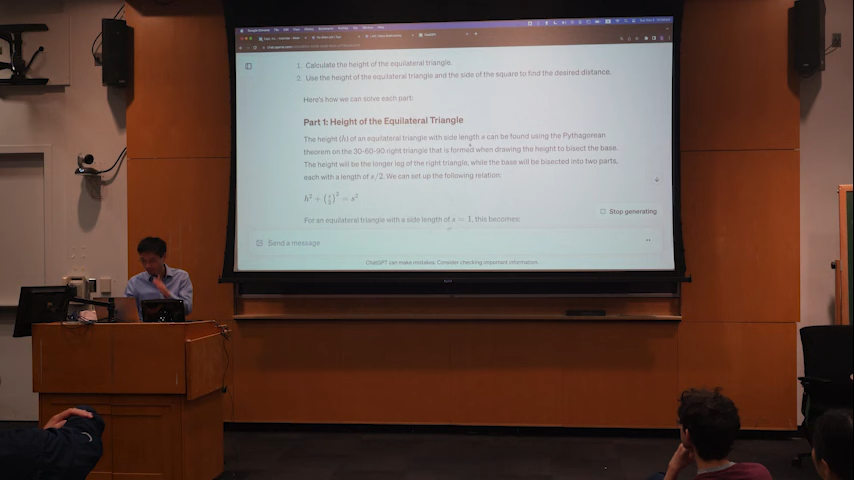 ChatGPT
1. Calculate the height of the equilateral triangle.
2. Use the height of the equilateral triangle and the side of the square to find the desired distance.
Here's how we can solve each part:
Part 1: Height of the Equilateral Triangle
The height (h) of an equilateral triangle with side length s can be found using the Pythagorean
theorem on the 30-60-90 right triangle that is formed when drawing the height to bisect the base.
The height will be the longer leg of the right triangle, while the base will be bisected into two parts,
each with a length of s/2. We can set up the following relation:
h² + (s/2)² = s²
Stop generating
For an equilateral triangle with a side length of s = 1, this becomes:
Send a message
ChatGPT can make mistakes. Consider checking important information.